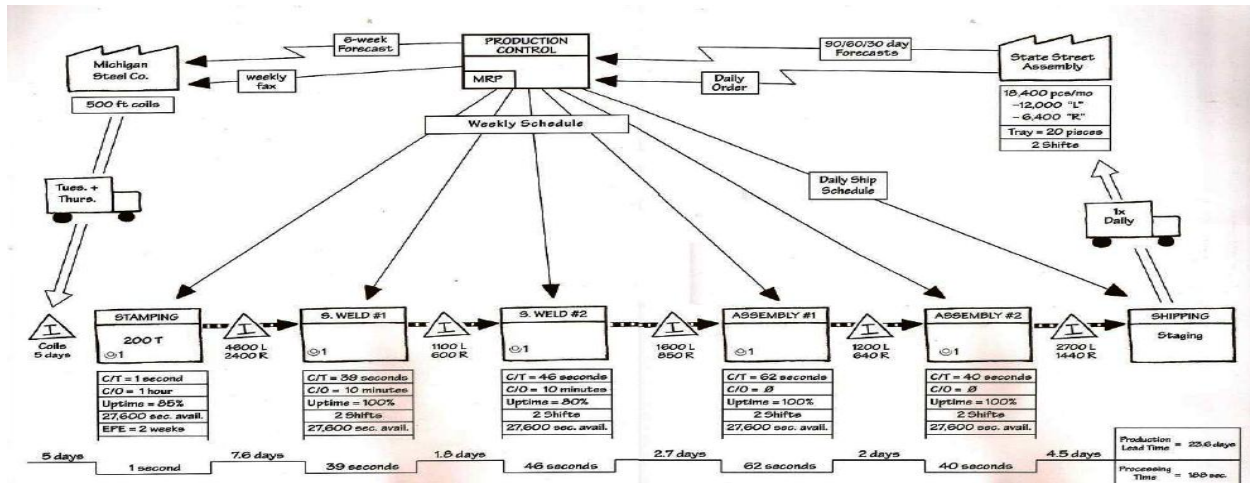 Michigan
Steel Co.
500 ft coils
6-week
Forecast
weekly
fax
PRODUCTION
CONTROL
MRP
90/60/30 day
Forecasts
Daily
Order
State Street
Assembly
18,400 pcs/mo
-12,000 "L"
- 6,400 "R"
Tray = 20 pieces
2 Shifts
Weekly Schedule
Tues. +
Thurs.
Daily Ship
Schedule
1x
Daily
I
Coils
5 days
STAMPING
200 T
1
C/T = 1 second
C/O = 1 hour
Uptime = 85%
27,600 sec. avail.
EPE = 2 weeks
I
4600 L
2400 R
S. WELD #1
1
C/T = 39 seconds
C/O = 10 minutes
Uptime = 100%
2 Shifts
27,600 sec. avail.
I
1100 L
600 R
S. WELD #2
1
C/T = 46 seconds
C/O = 10 minutes
Uptime = 80%
2 Shifts
27,600 sec. avail.
I
1600 L
850 R
ASSEMBLY #1
1
C/T = 62 seconds
C/O = Ø
Uptime = 100%
2 Shifts
27,600 sec. avail.
I
1200 L
640 R
ASSEMBLY #2
1
C/T = 40 seconds
C/O = Ø
Uptime = 100%
2 Shifts
27,600 sec. avail.
I
2700 L
1440 R
SHIPPING
Staging
5 days
1 second
7.6 days
39 seconds
1.8 days
46 seconds
2.7 days
62 seconds
2 days
40 seconds
4.5 days
Production
Lead Time = 23.6 days
Processing
Time = 188 sec.